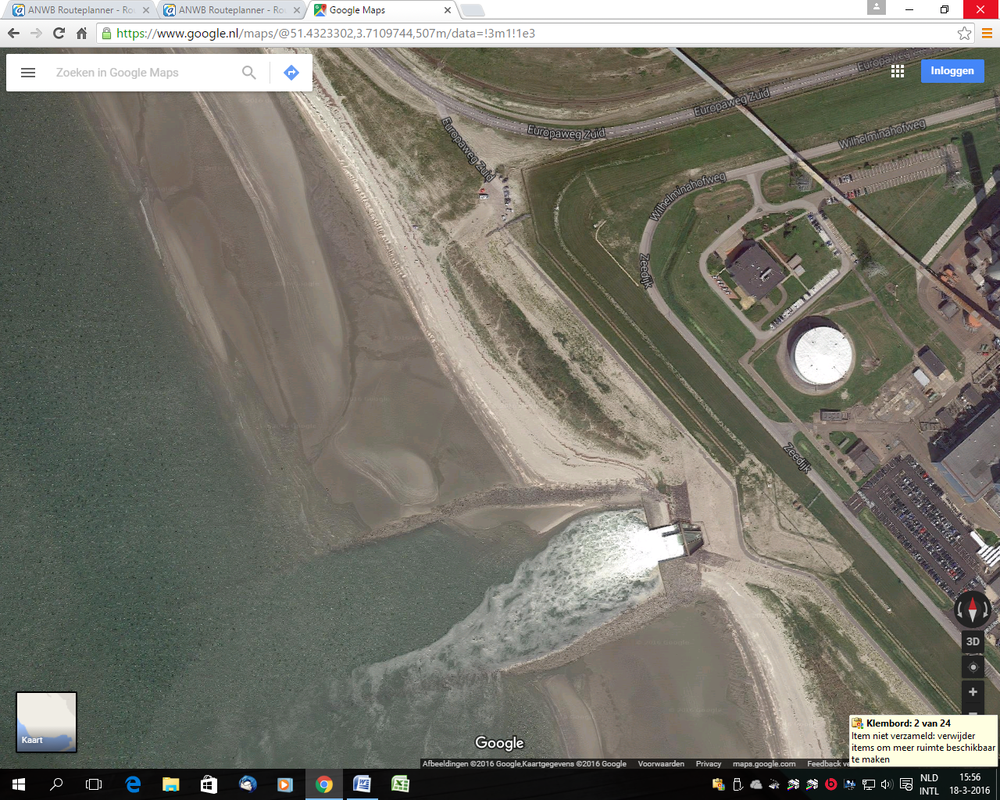 ANWB Routeplanner - Ro
ANWB Routeplanner - Ro
Google Maps
https://www.google.nl/maps/@51.4323302,3.7109744,507m/data=!3m1!1e3
Zoeken in Google Maps
Inloggen
Europaweg Zuid
Europaweg Zuid
Europaweg Zuid
Europaweg Zuid
Wilhelminahofweg
Wilhelminahofweg
Zeedijk
Zeedijk
3D
Kaart
Google
Klembord: 2 van 24
Item niet verzameld: verwijder
items om meer ruimte beschikbaar
te maken
Afbeeldingen ©2016 Google,Kaartgegevens ©2016 Google Voorwaarden Privacy maps.google.com Feedback
NLD
INTL
15:56
18-3-2016